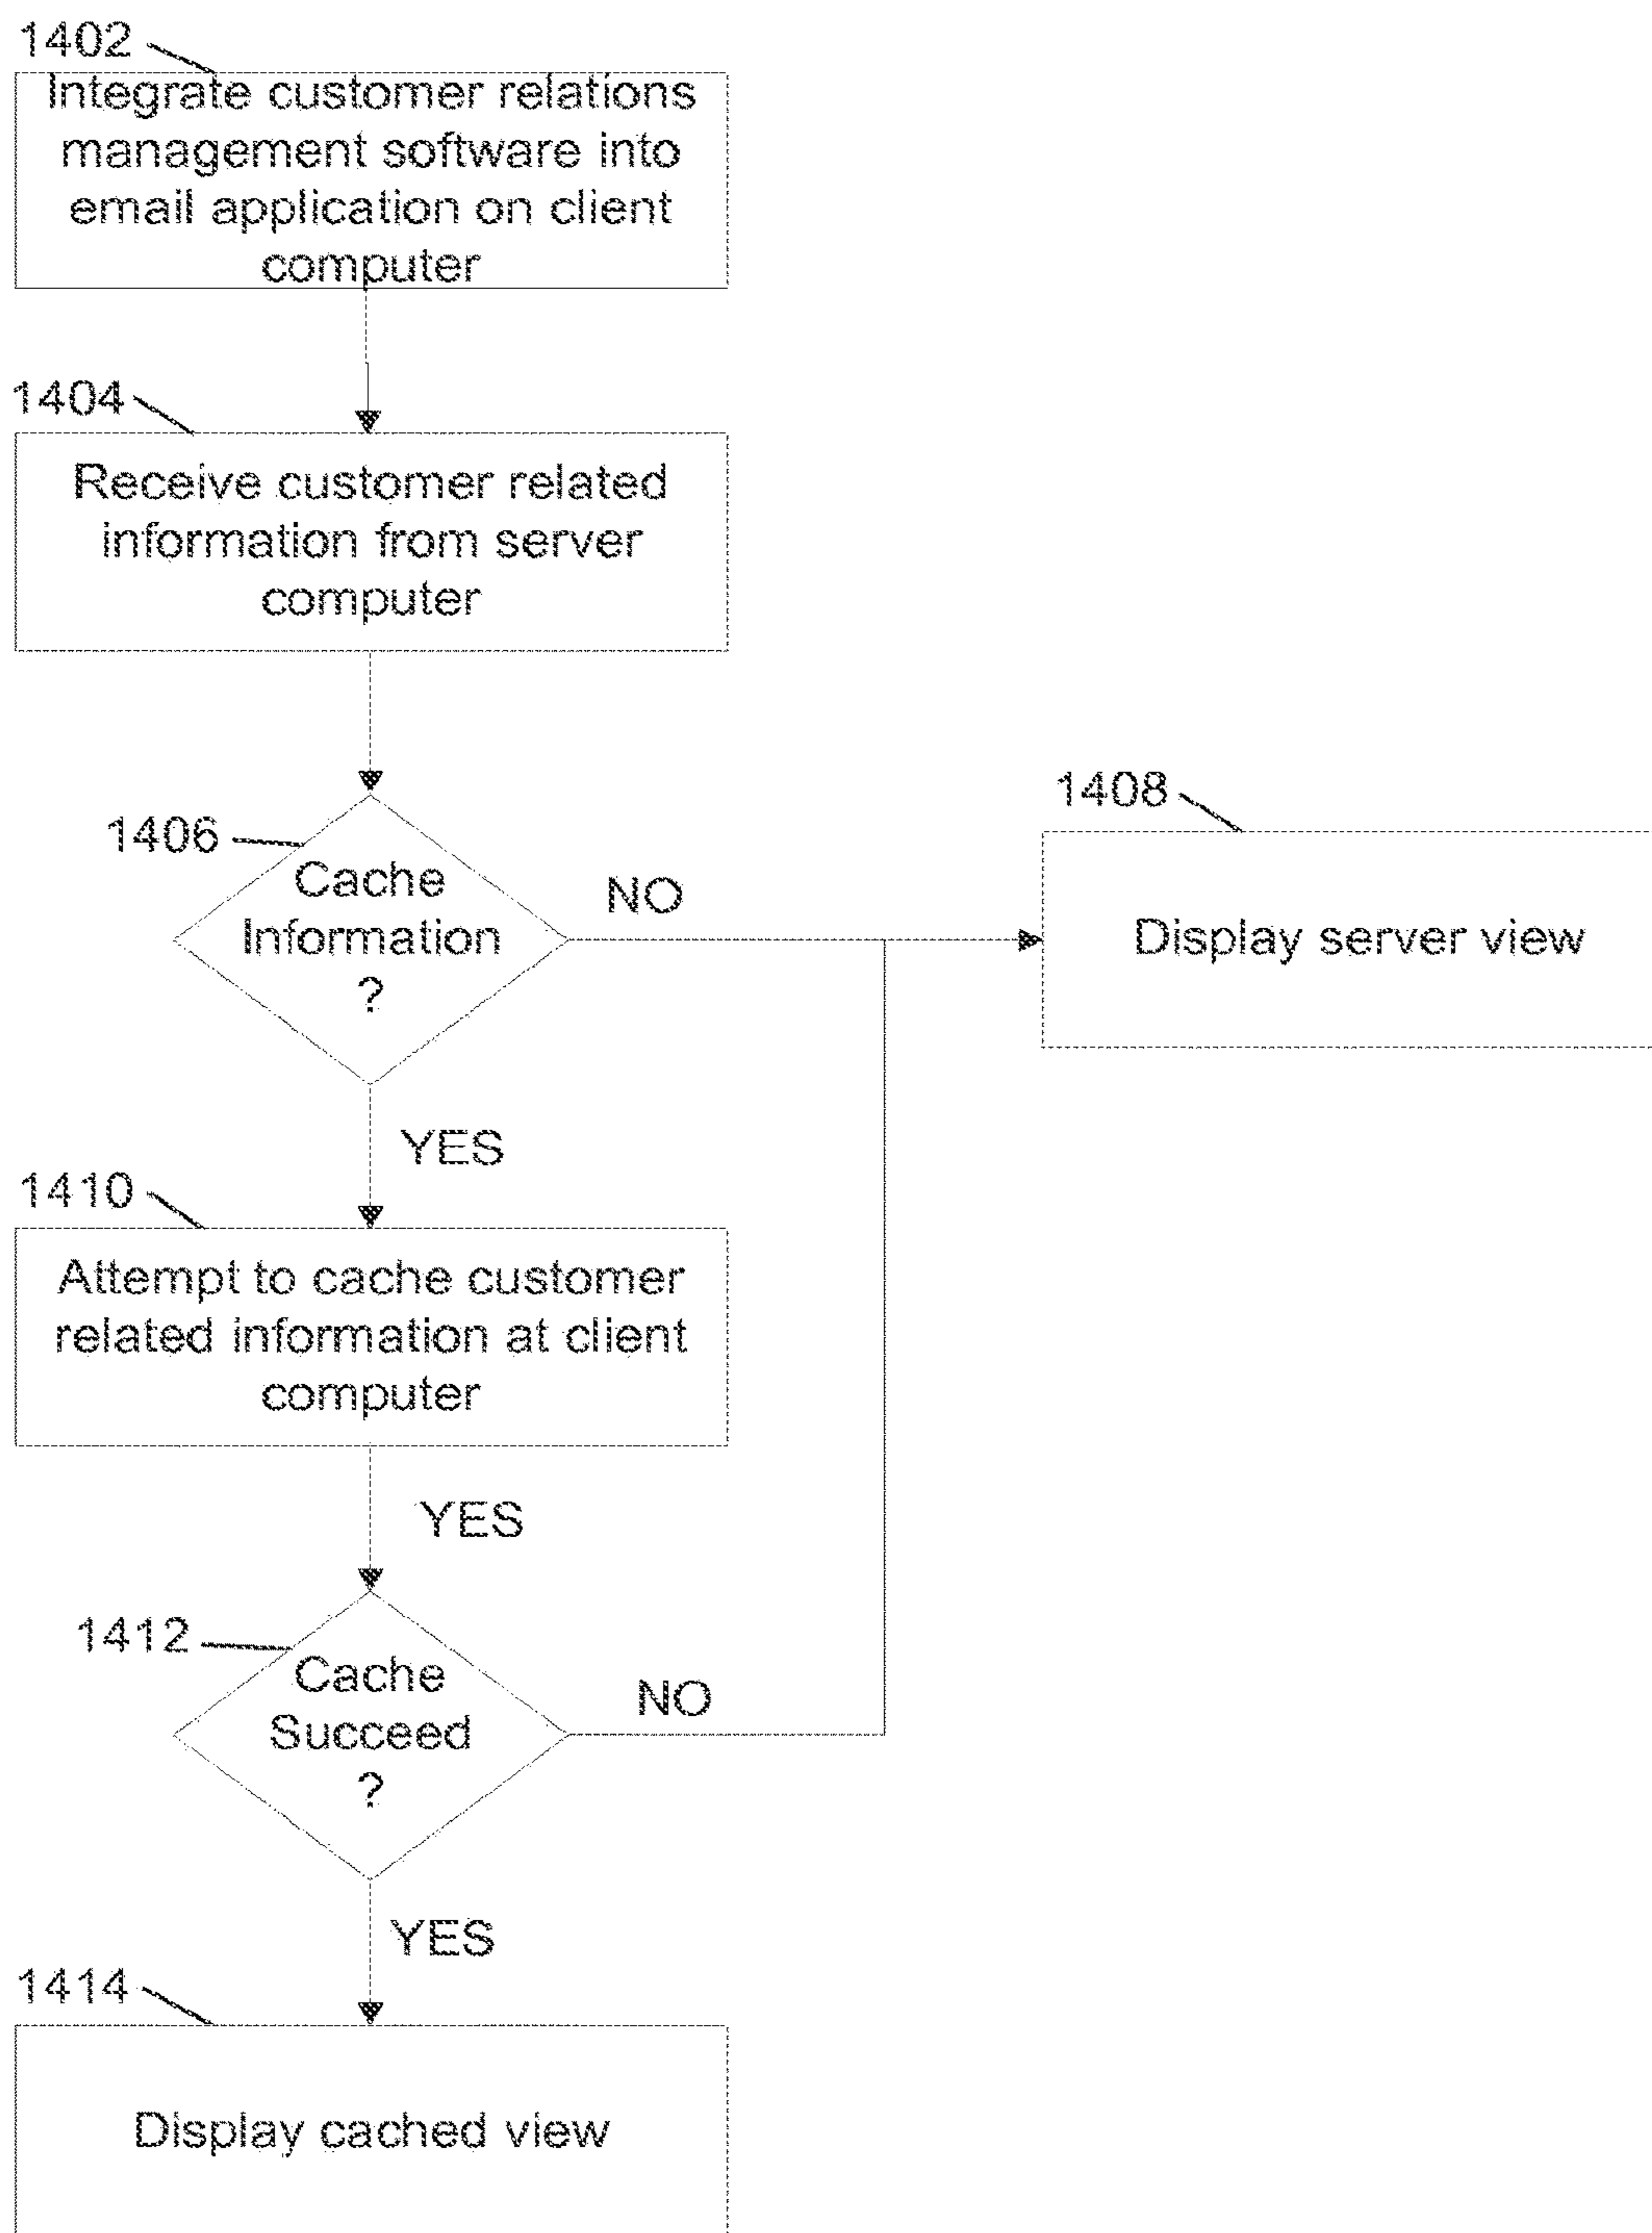 1402
Integrate customer relations
management software into
email application on client
computer
1404
Receive customer related
information from server
computer
1406
Cache
Information
?
NO
1408
Display server view
YES
1410
Attempt to cache customer
related information at client
computer
YES
1412
Cache
Succeed
?
NO
YES
1414
Display cached view